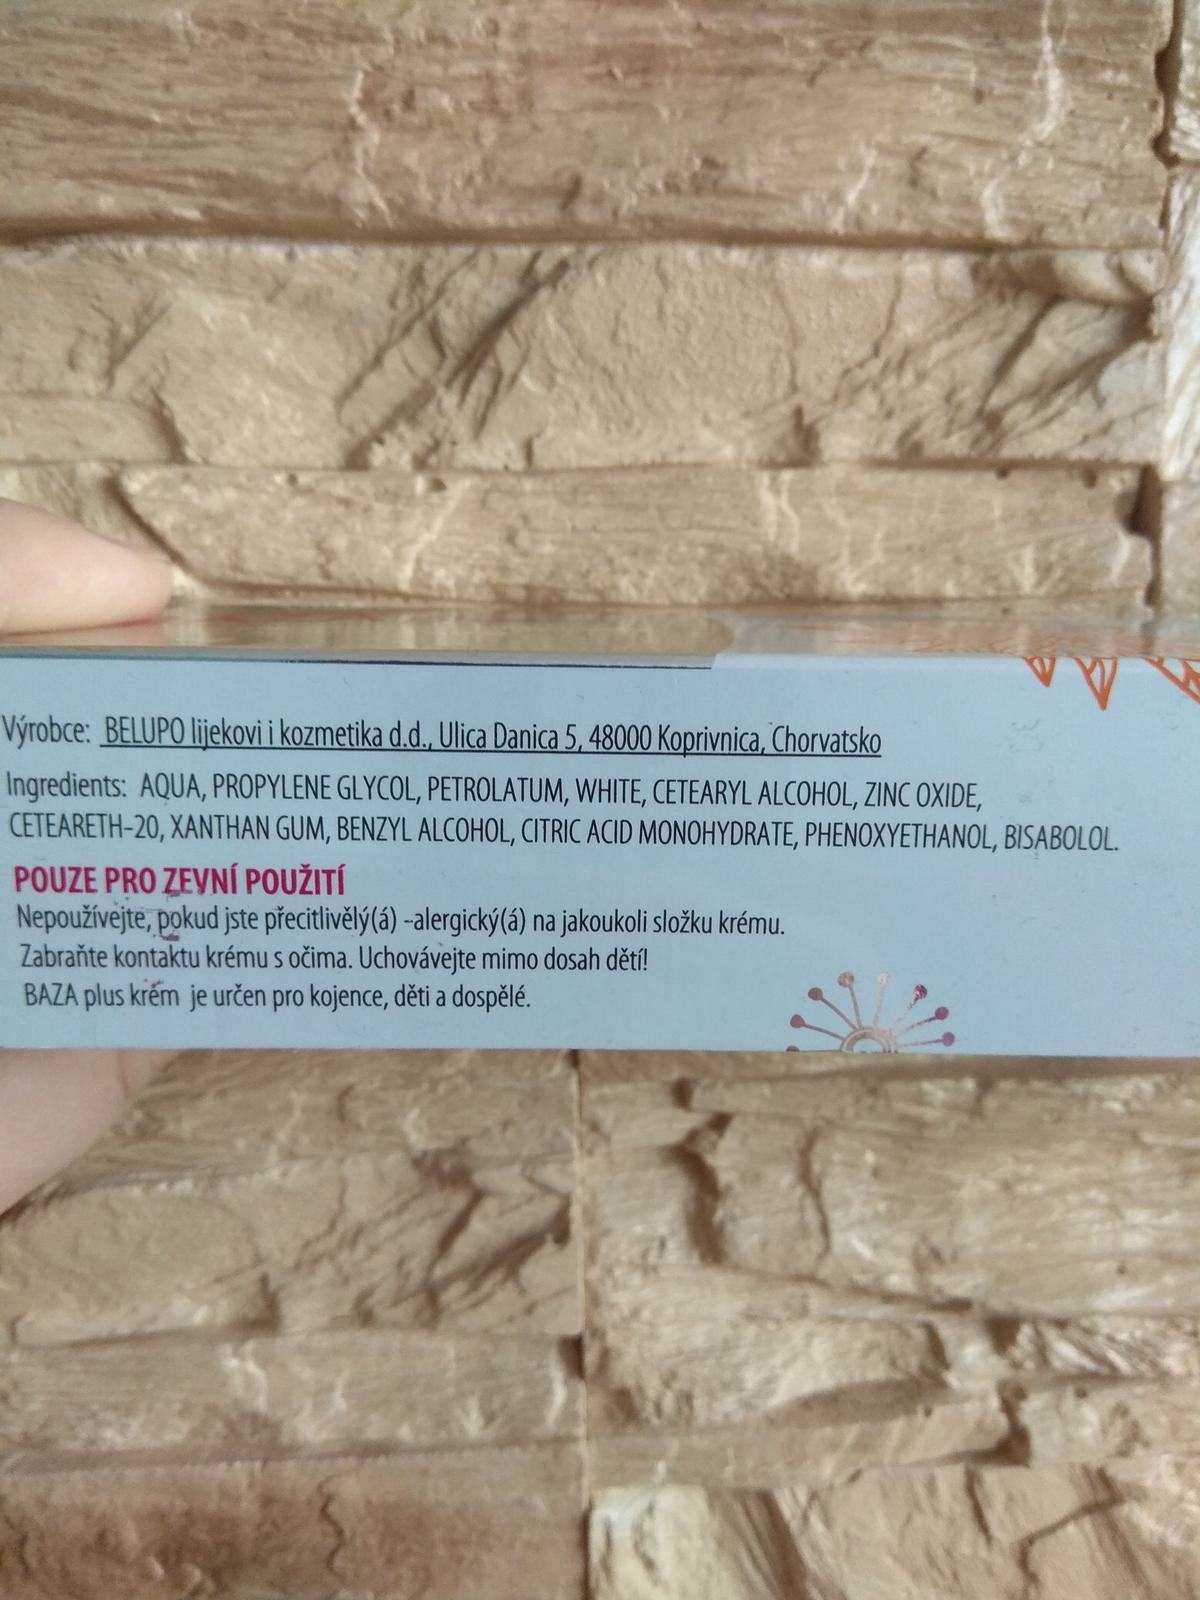 Výrobce: BELUPO lijekovi i kozmetika d.d., Ulica Danica 5, 48000 Koprivnica, Chorvatsko
Ingredients: AQUA, PROPYLENE GLYCOL, PETROLATUM, WHITE, CETEARYL ALCOHOL, ZINC OXIDE,
CETEARETH-20, XANTHAN GUM, BENZYL ALCOHOL, CITRIC ACID MONOHYDRATE, PHENOXYETHANOL, BISABOLOL.
POUZE PRO ZEVNÍ POUŽITÍ
Nepoužívejte, pokud jste přecitlivělý(á) -alergický(á) na jakoukoli složku krému.
Zabraňte kontaktu krému s očima. Uchovávejte mimo dosah dětí!
BAZA plus krém je určen pro kojence, děti a dospělé.